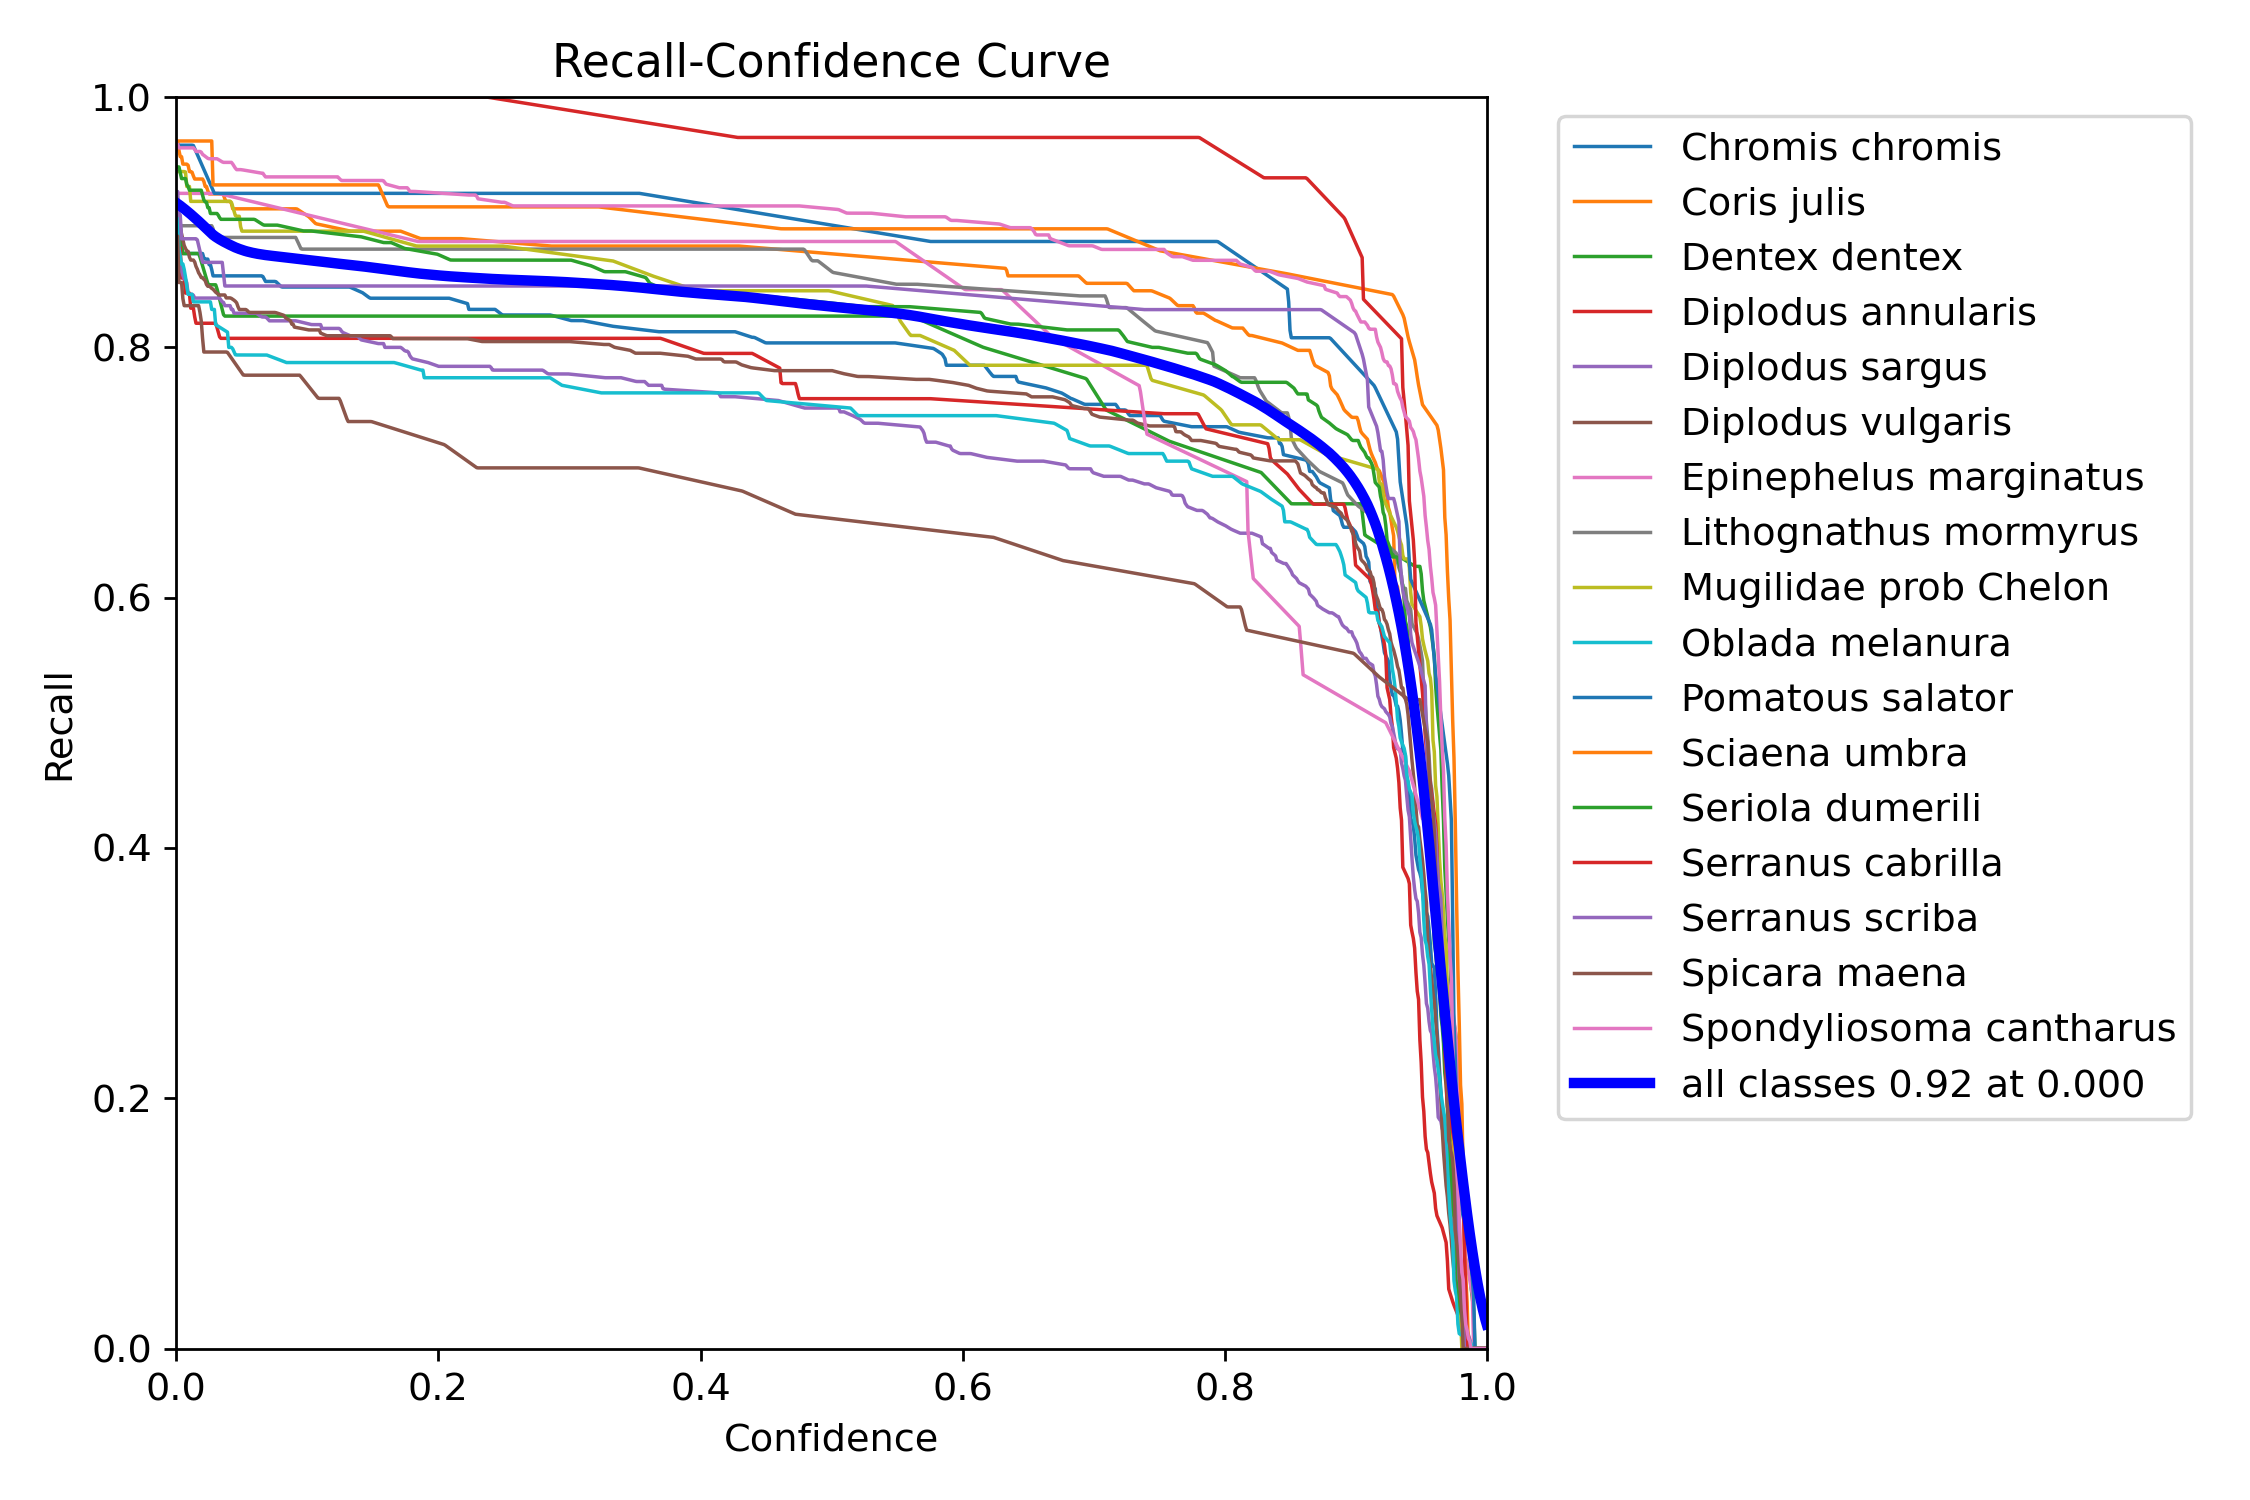 Recall-Confidence Curve
1.0
0.8
0.6
0.4
0.2
0.0
Recall
0.0 0.2 0.4 0.6 0.8 1.0
Confidence
Chromis chromis
Coris julis
Dentex dentex
Diplodus annularis
Diplodus sargus
Diplodus vulgaris
Epinephelus marginatus
Lithognathus mormyrus
Mugilidae prob Chelon
Oblada melanura
Pomatous salator
Sciaena umbra
Seriola dumerili
Serranus cabrilla
Serranus scriba
Spicara maena
Spondyliosoma cantharus
all classes 0.92 at 0.000